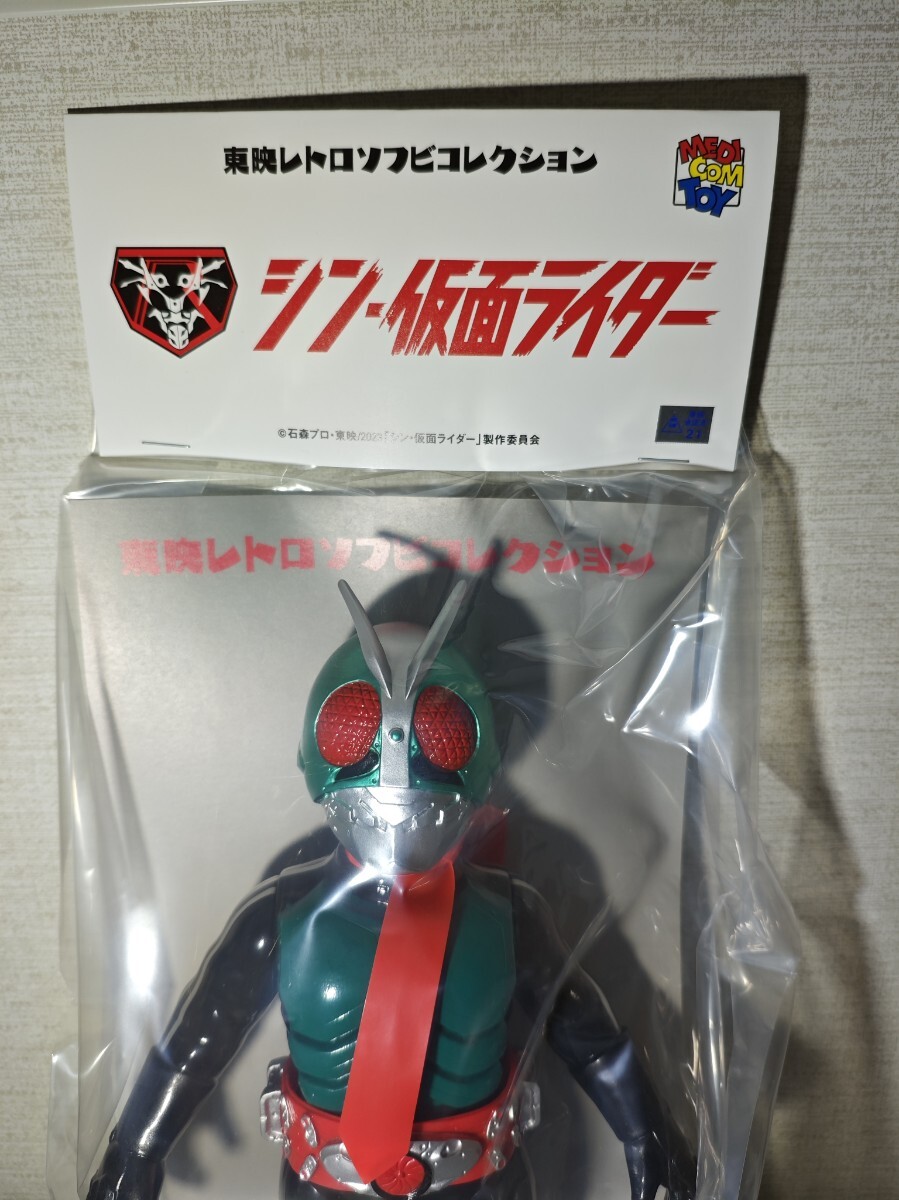 東映レトロソフビコレクション
MEDI
COM
TOY
シン・仮面ライダー
©石森プロ・東映/2023「シン・仮面ライダー」製作委員会
23
東映レトロソフビコレクション